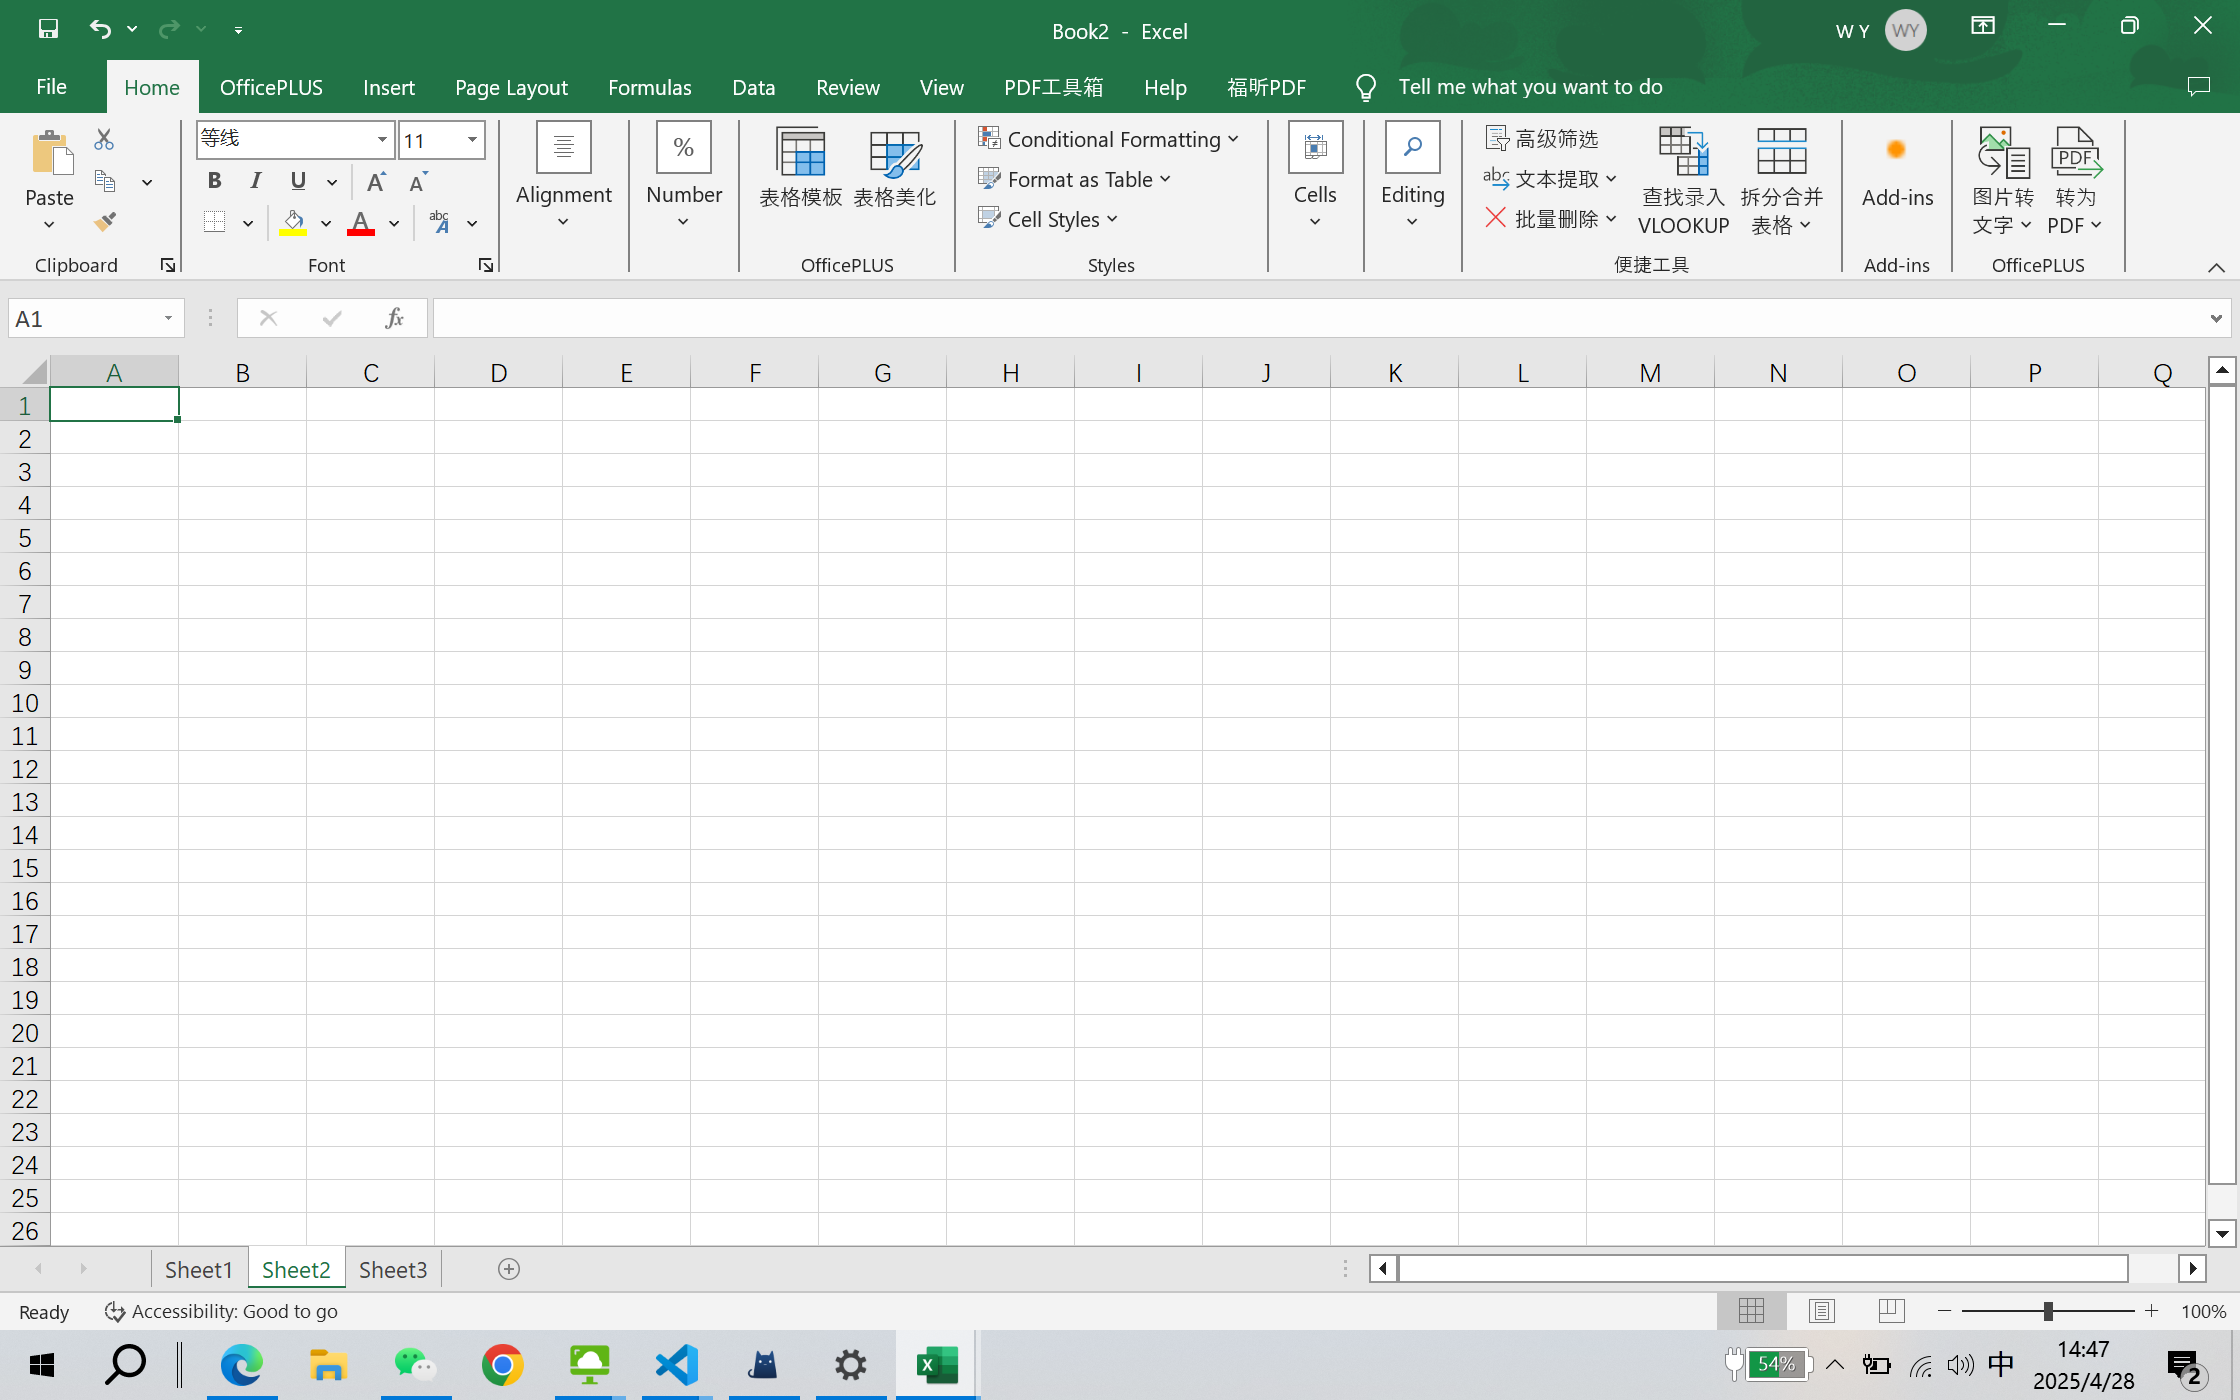 Book2 - Excel
W Y
WY
File
Home
OfficePLUS
Insert
Page Layout
Formulas
Data
Review
View
PDF工具箱
Help
福昕PDF
Tell me what you want to do
Paste
等线
11
B I U A A
A abc A
Clipboard
Font
Alignment
%
Number
表格模板
表格美化
OfficePLUS
Conditional Formatting
Format as Table
Cell Styles
Styles
Cells
Editing
高级筛选
文本提取
批量删除
查找录入
VLOOKUP
拆分合并
表格
便捷工具
Add-ins
Add-ins
图片转
文字
PDF
转为
PDF
OfficePLUS
A1
fx
A B C D E F G H I J K L M N O P Q
1
2
3
4
5
6
7
8
9
10
11
12
13
14
15
16
17
18
19
20
21
22
23
24
25
26
Sheet1
Sheet2
Sheet3
Ready
Accessibility: Good to go
100%
54%
中
14:47
2025/4/28
2